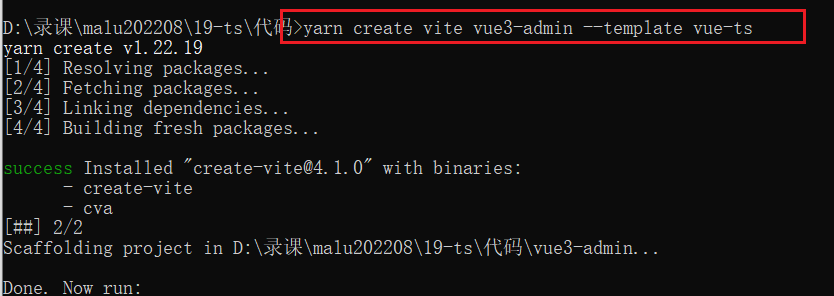 D:\录课\malu202208\19-ts\代码>yarn create vite vue3-admin --template vue-ts
yarn create v1.22.19
[1/4] Resolving packages...
[2/4] Fetching packages...
[3/4] Linking dependencies...
[4/4] Building fresh packages...
success Installed "create-vite@4.1.0" with binaries:
- create-vite
- cva
[##] 2/2
Scaffolding project in D:\录课\malu202208\19-ts\代码\vue3-admin...
Done. Now run: